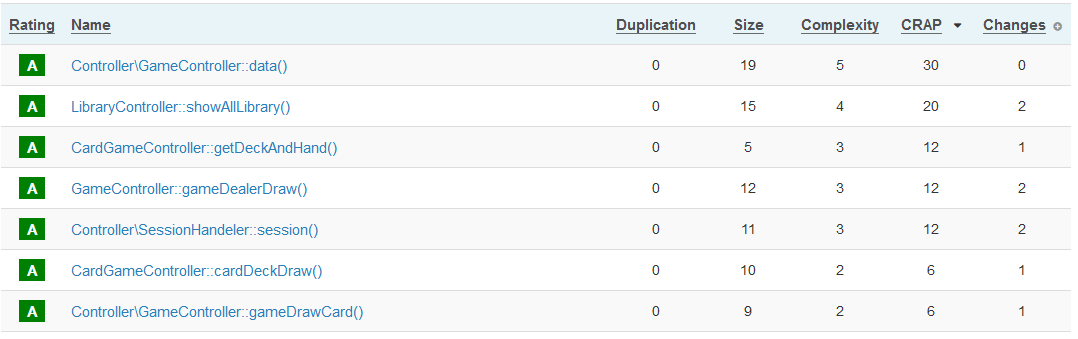 Rating Name Duplication Size Complexity CRAP Changes
A Controller\GameController::data() 0 19 5 30 0
A LibraryController::showAllLibrary() 0 15 4 20 2
A CardGameController::getDeckAndHand() 0 5 3 12 1
A GameController::gameDealerDraw() 0 12 3 12 2
A Controller\SessionHandeler::session() 0 11 3 12 2
A CardGameController::cardDeckDraw() 0 10 2 6 1
A Controller\GameController::gameDrawCard() 0 9 2 6 1